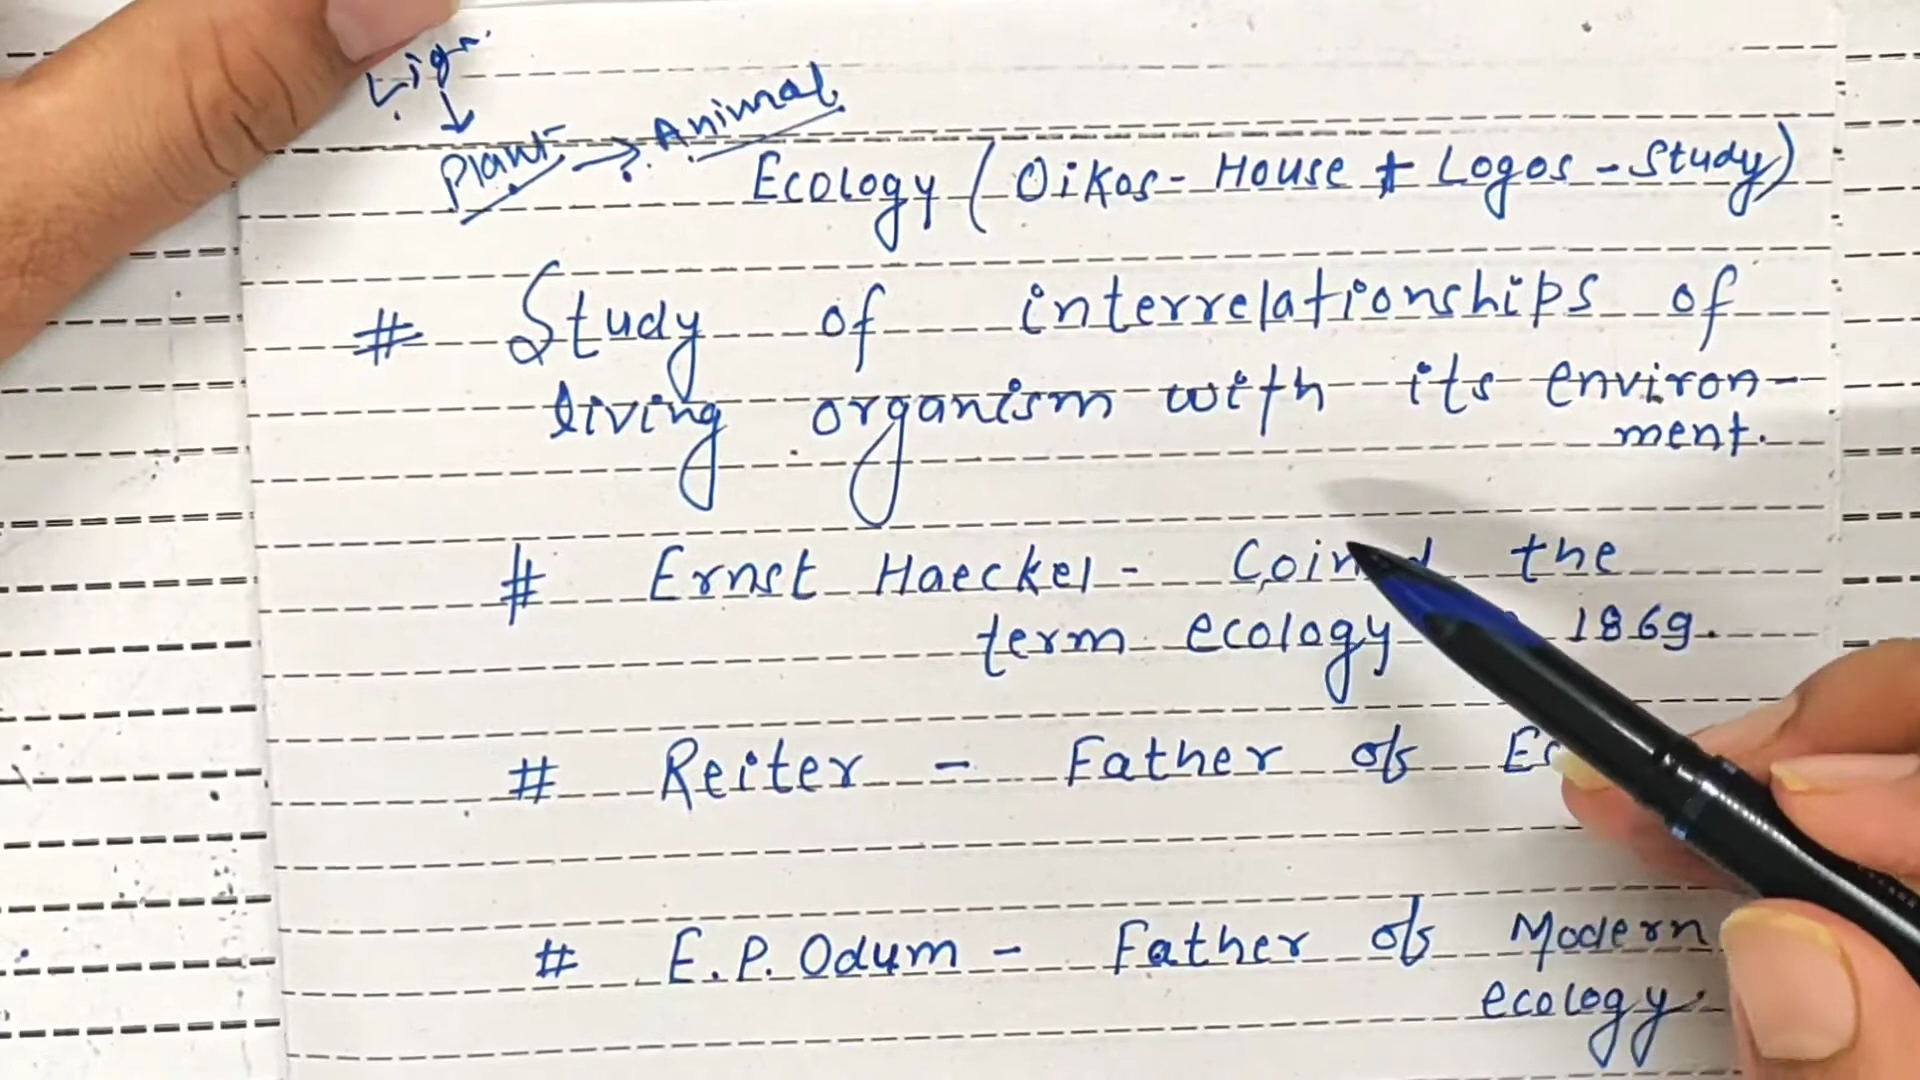 Plant → Animal
Ecology (Oikos - House + Logos - Study)
# Study of interrelationships of
living organism with its environ-
ment.
# Ernst Haeckel - the
term ecology 1869.
# Reiter - Father of
# E.P. Odum - Father of Modern
ecology.